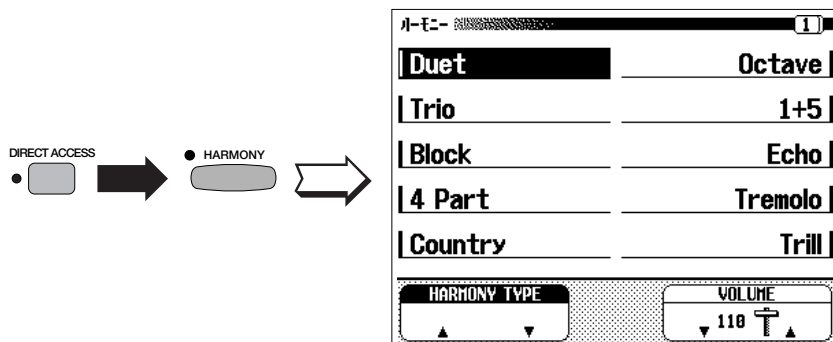 DIRECT ACCESS
HARMONY
ハーモニー 1
Duet Octave
Trio 1+5
Block Echo
4 Part Tremolo
Country Trill
HARMONY TYPE VOLUME
110